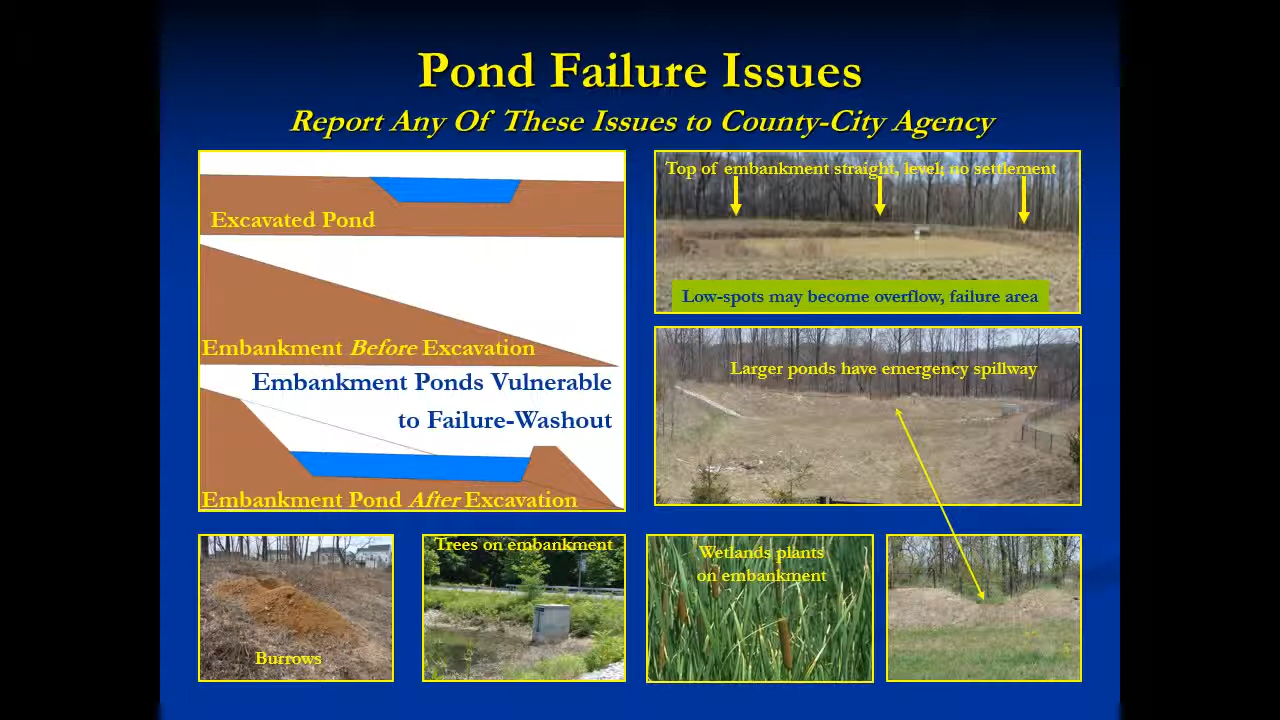 Pond Failure Issues
Report Any Of These Issues to County-City Agency
Excavated Pond
Embankment Before Excavation
Embankment Ponds Vulnerable
to Failure-Washout
Embankment Pond After Excavation
Top of embankment straight, level; no settlement
Low-spots may become overflow, failure area
Larger ponds have emergency spillway
Burrows
Trees on embankment
Wetlands plants
on embankment